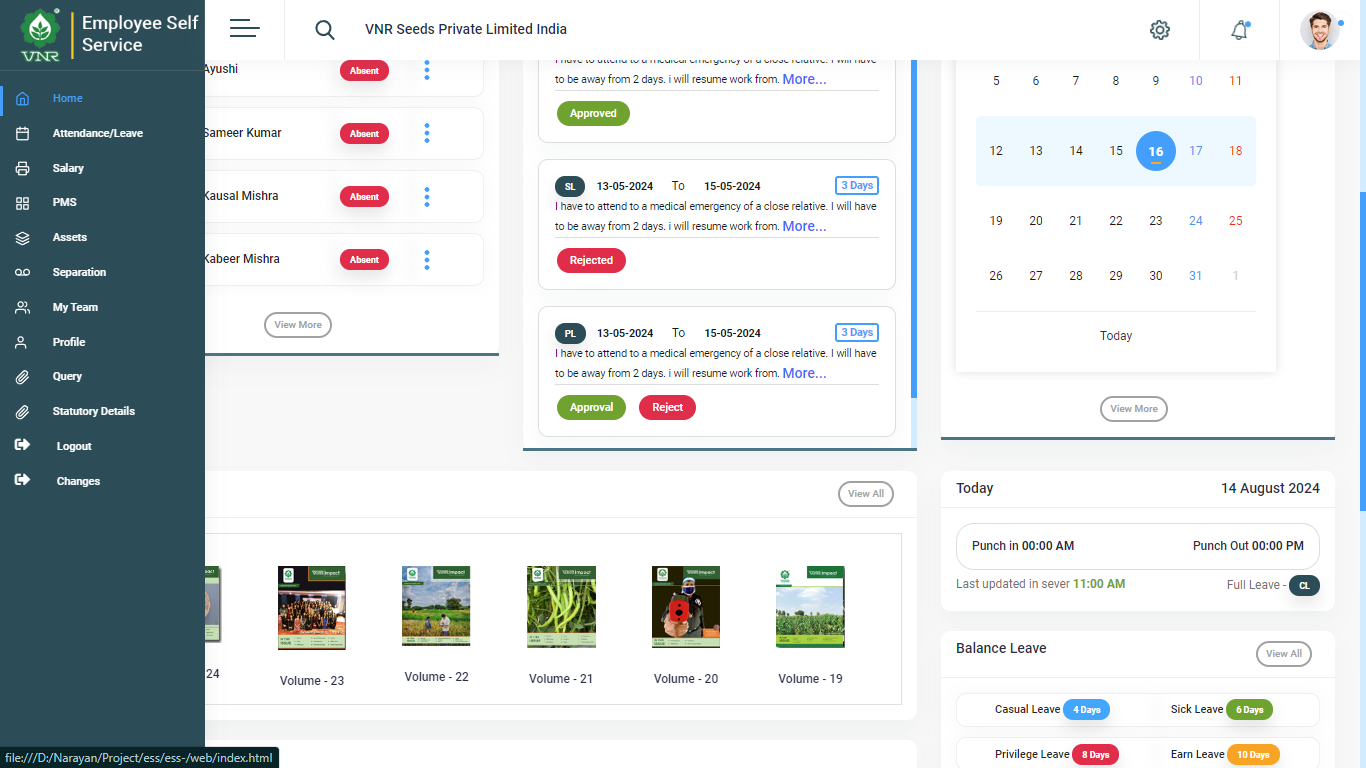 VNR
Employee Self
Service
VNR Seeds Private Limited India
Home
Attendance/Leave
Salary
PMS
Assets
Separation
My Team
Profile
Query
Statutory Details
Logout
Changes
Ayushi
Absent
Sameer Kumar
Absent
Kausal Mishra
Absent
Kabeer Mishra
Absent
View More
I have to attend to a medical emergency of a close relative. I will have
to be away from 2 days. i will resume work from. More...
Approved
SL 13-05-2024 To 15-05-2024 3 Days
I have to attend to a medical emergency of a close relative. I will have
to be away from 2 days. i will resume work from. More...
Rejected
PL 13-05-2024 To 15-05-2024 3 Days
I have to attend to a medical emergency of a close relative. I will have
to be away from 2 days. i will resume work from. More...
Approval Reject
5 6 7 8 9 10 11
12 13 14 15 16 17 18
19 20 21 22 23 24 25
26 27 28 29 30 31 1
Today
View More
View All
24
Volume - 23
Volume - 22
Volume - 21
Volume - 20
Volume - 19
Today 14 August 2024
Punch in 00:00 AM Punch Out 00:00 PM
Last updated in sever 11:00 AM Full Leave - CL
Balance Leave View All
Casual Leave 4 Days Sick Leave 6 Days
Privilege Leave 8 Days Earn Leave 10 Days
file:///D:/Narayan/Project/ess/ess-/web/index.html